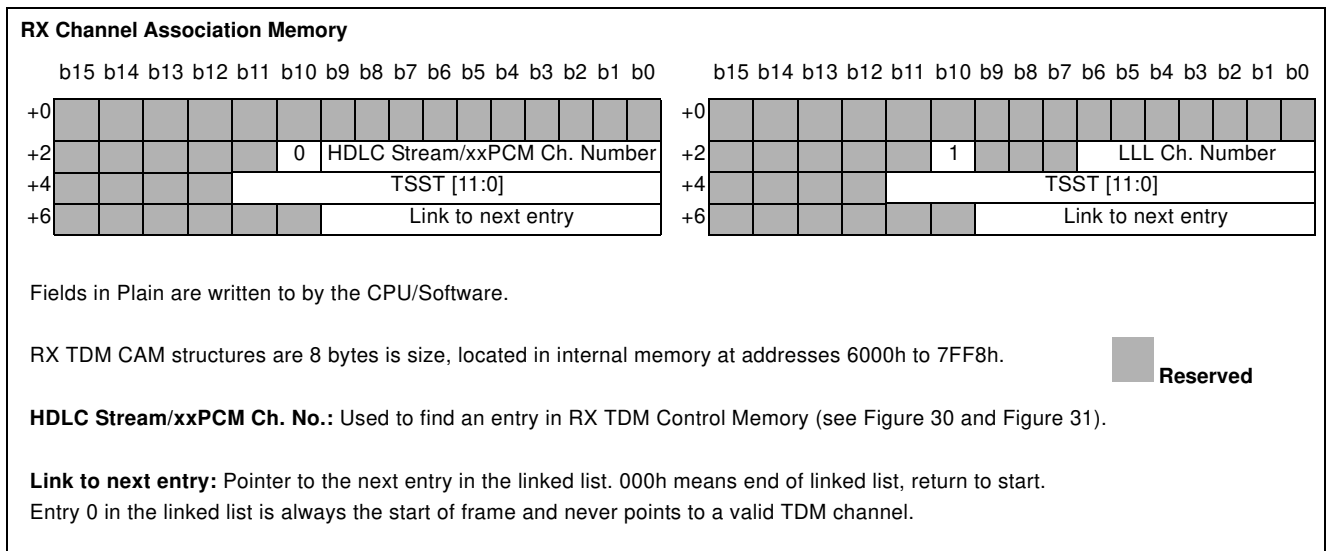 RX Channel Association Memory
b15 b14 b13 b12 b11 b10 b9 b8 b7 b6 b5 b4 b3 b2 b1 b0 b15 b14 b13 b12 b11 b10 b9 b8 b7 b6 b5 b4 b3 b2 b1 b0
+0 +0
+2 0 HDLC Stream/xxPCM Ch. Number +2 1 LLL Ch. Number
+4 TSST [11:0] +4 TSST [11:0]
+6 Link to next entry +6 Link to next entry
Fields in Plain are written to by the CPU/Software.
RX TDM CAM structures are 8 bytes is size, located in internal memory at addresses 6000h to 7FF8h.
Reserved
HDLC Stream/xxPCM Ch. No.: Used to find an entry in RX TDM Control Memory (see Figure 30 and Figure 31).
Link to next entry: Pointer to the next entry in the linked list. 000h means end of linked list, return to start.
Entry 0 in the linked list is always the start of frame and never points to a valid TDM channel.